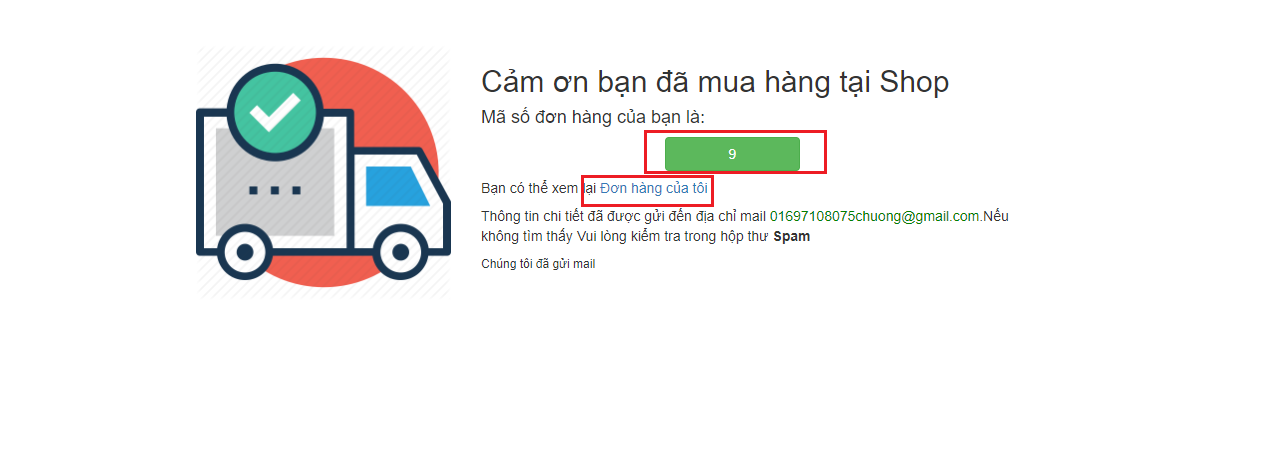 Cảm ơn bạn đã mua hàng tại Shop
Mã số đơn hàng của bạn là:
9
Bạn có thể xem lại Đơn hàng của tôi
Thông tin chi tiết đã được gửi đến địa chỉ mail 01697108075chuong@gmail.com.Nếu
không tìm thấy Vui lòng kiểm tra trong hộp thư Spam
Chúng tôi đã gửi mail